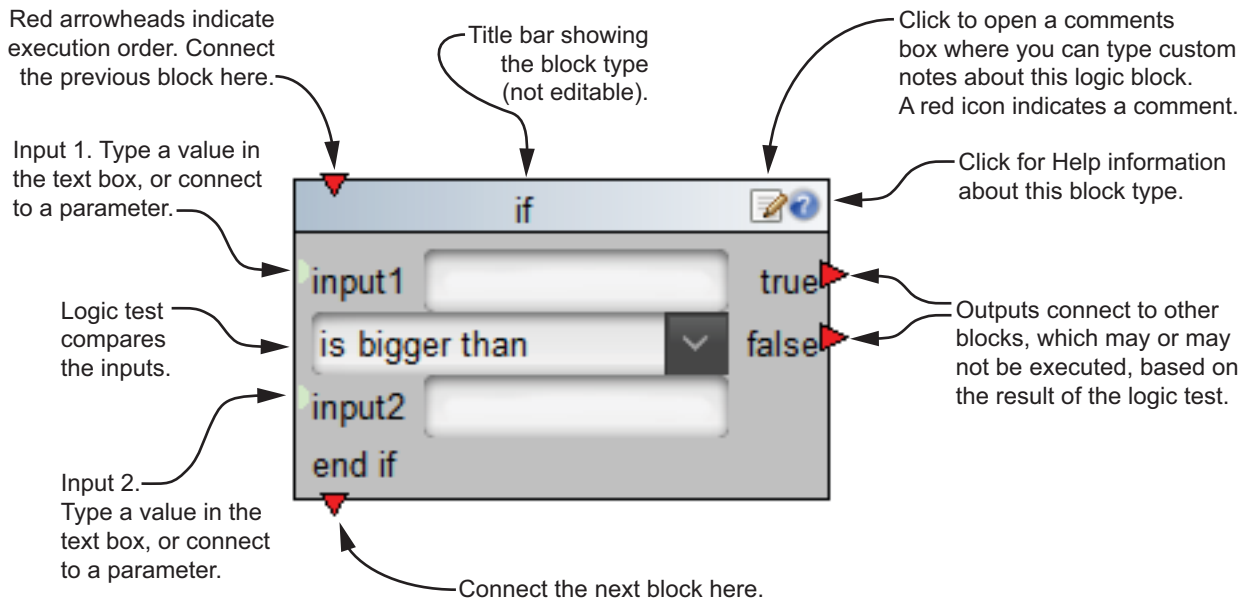 Red arrowheads indicate
execution order. Connect
the previous block here.
Title bar showing
the block type
(not editable).
Click to open a comments
box where you can type custom
notes about this logic block.
A red icon indicates a comment.
Input 1. Type a value in
the text box, or connect
to a parameter.
Click for Help information
about this block type.
if
?
input1
true
Logic test
compares
the inputs.
is bigger than
false
Outputs connect to other
blocks, which may or may
not be executed, based on
the result of the logic test.
input2
end if
Input 2.
Type a value in the
text box, or connect
to a parameter.
Connect the next block here.